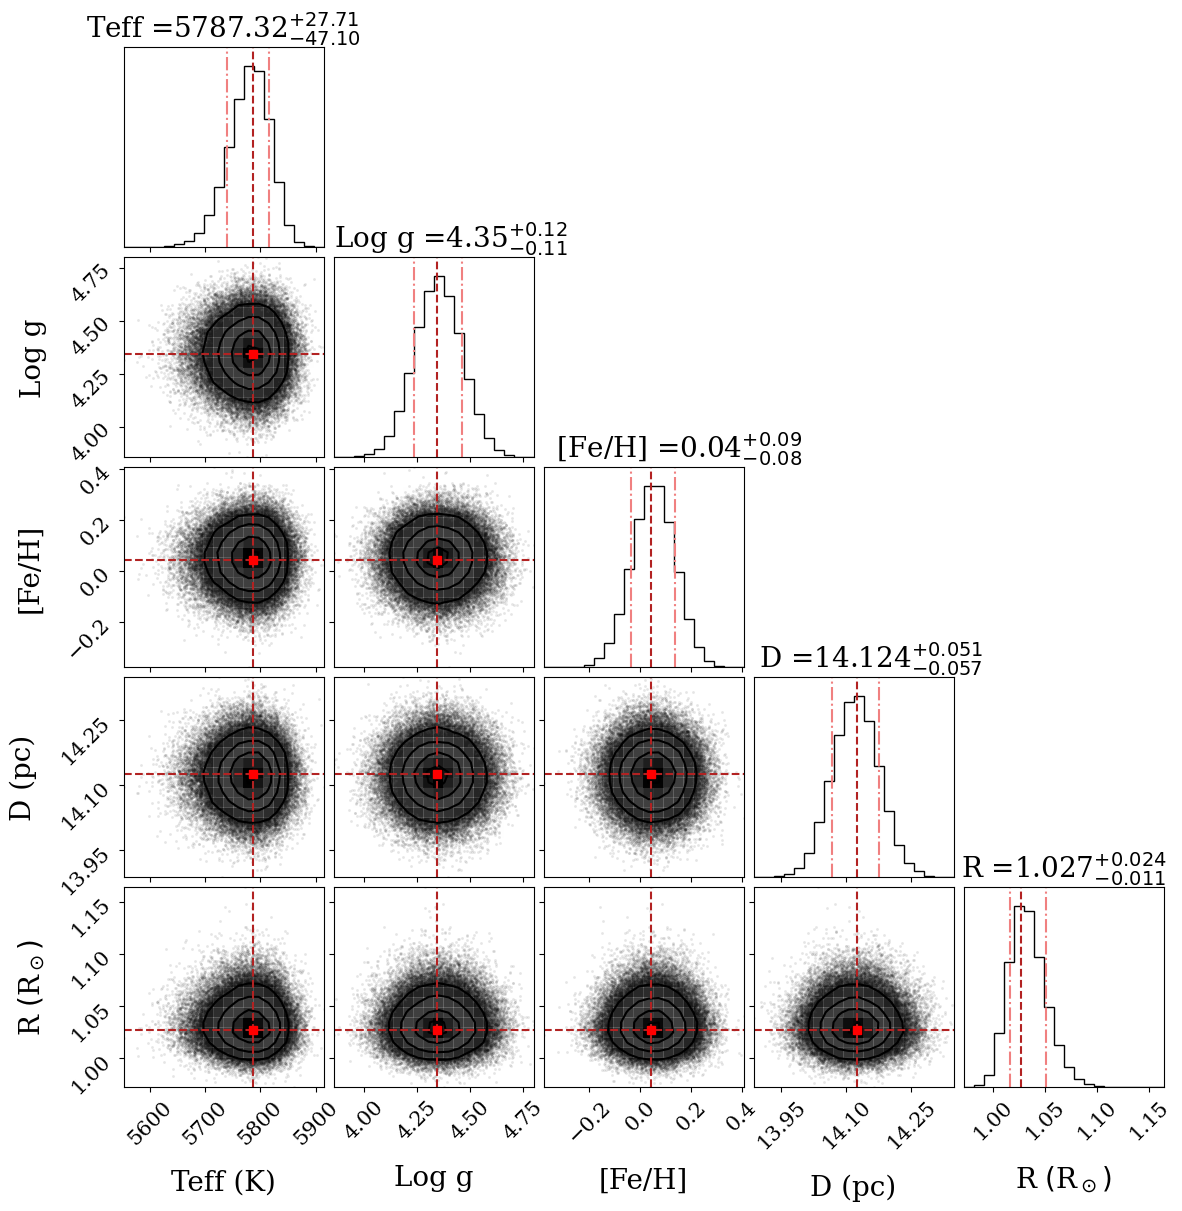 Teff =5787.32$^{+27.71}_{-47.10}$
Log g =4.35$^{+0.12}_{-0.11}$
4.75
4.50
4.25
4.00
Log g
[Fe/H] =0.04$^{+0.09}_{-0.08}$
0.4
0.2
0.0
−0.2
[Fe/H]
D =14.124$^{+0.051}_{-0.057}$
14.25
14.10
13.95
D (pc)
R =1.027$^{+0.024}_{-0.011}$
1.15
1.10
1.05
1.00
R (R$_\odot$)
5600 5700 5800 5900 4.00 4.25 4.50 4.75 −0.2 0.0 0.2 0.4 13.95 14.10 14.25 1.00 1.05 1.10 1.15
Teff (K) Log g [Fe/H] D (pc) R (R$_\odot$)